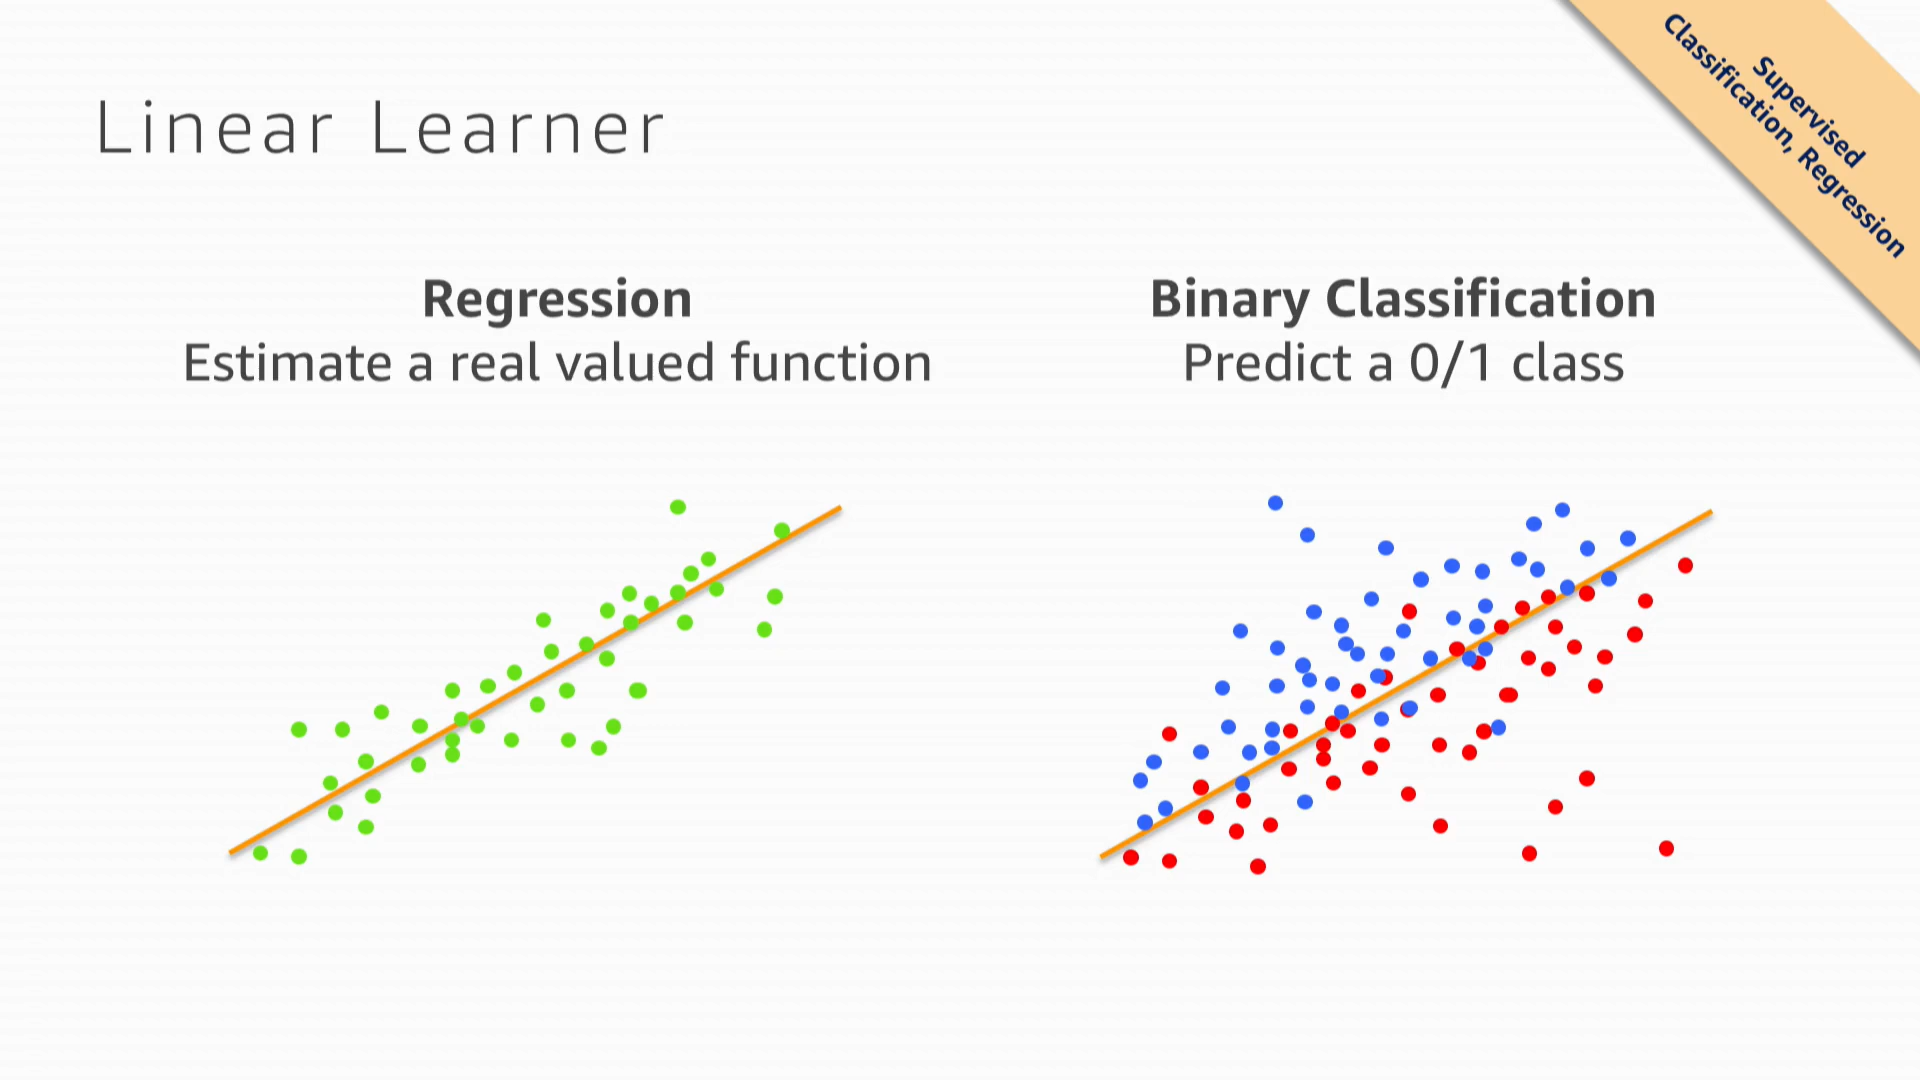 Linear Learner
Supervised
Classification, Regression
Regression
Estimate a real valued function
Binary Classification
Predict a 0/1 class